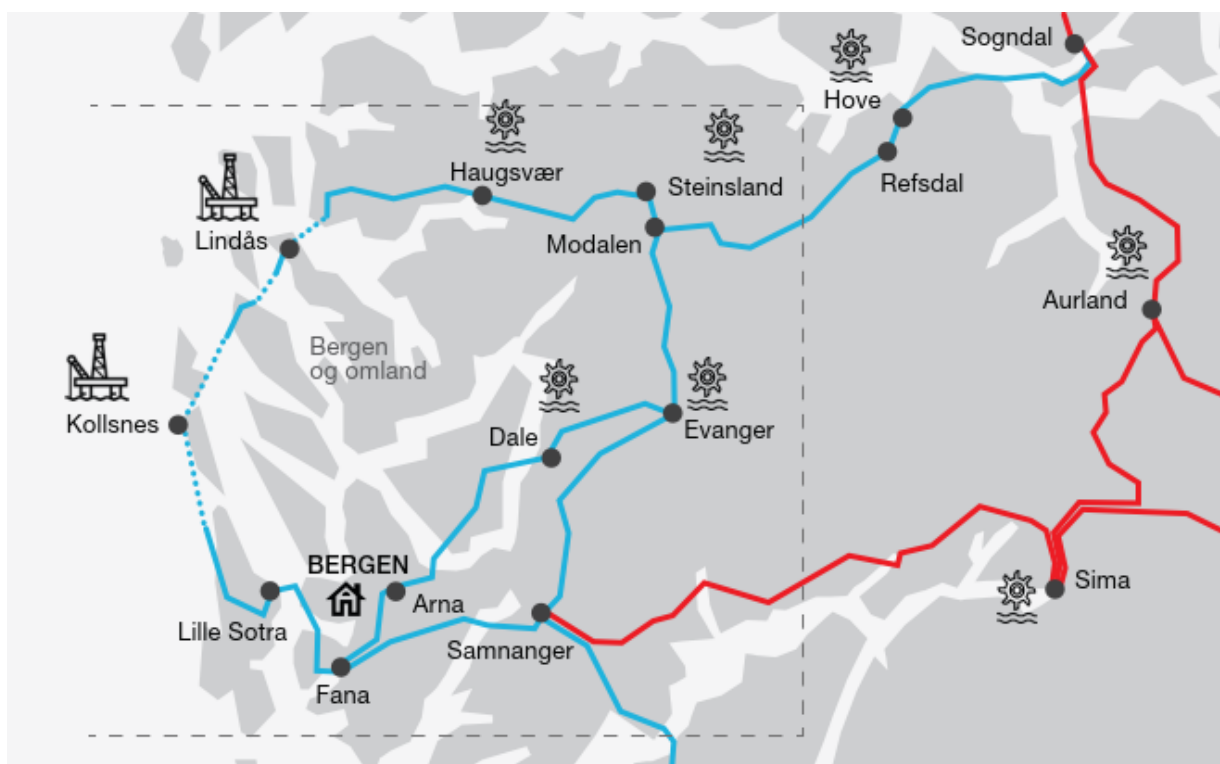 Sogndal
Hove
Haugsvær
Steinsland
Refsdal
Lindås
Modalen
Aurland
Bergen
og omland
Kollsnes
Dale
Evanger
BERGEN
Arna
Sima
Lille Sotra
Samnanger
Fana